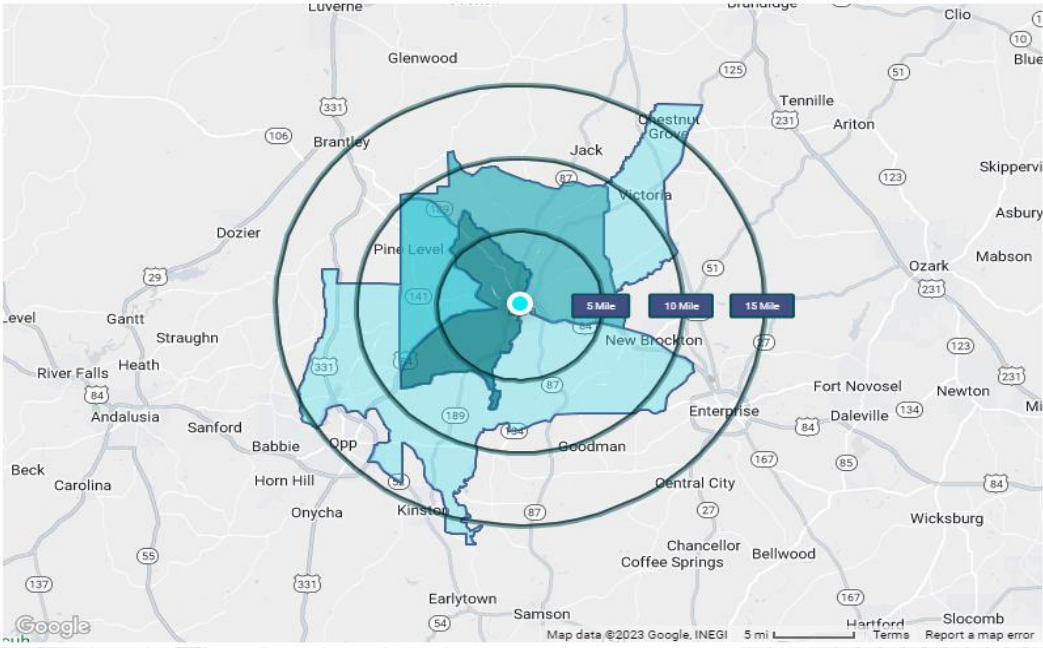 Luverne
Brundidge
Clio
10
Blue
Glenwood
125
51
331
Tennille
231
Ariton
Chestnut
Grove
106
Brantley
Jack
87
123
Skippervi
Victoria
189
Asbury
Dozier
Pine Level
51
Ozark
Mabson
29
231
141
5 Mile
10 Mile
15 Mile
Level
Gantt
84
Straughn
New Brockton
27
123
Heath
331
River Falls
84
87
Fort Novosel
231
Newton
Andalusia
189
Enterprise
Daleville
134
Mi
Sanford
134
84
Babbie
Opp
Goodman
Beck
167
85
Carolina
Horn Hill
52
Central City
84
Onycha
Kinston
87
27
Wicksburg
Chancellor
55
Coffee Springs
Bellwood
137
331
Earlytown
167
Samson
54
Hartford
Slocomb
Google
Map data ©2023 Google, INEGI
5 mi
Terms
Report a map error